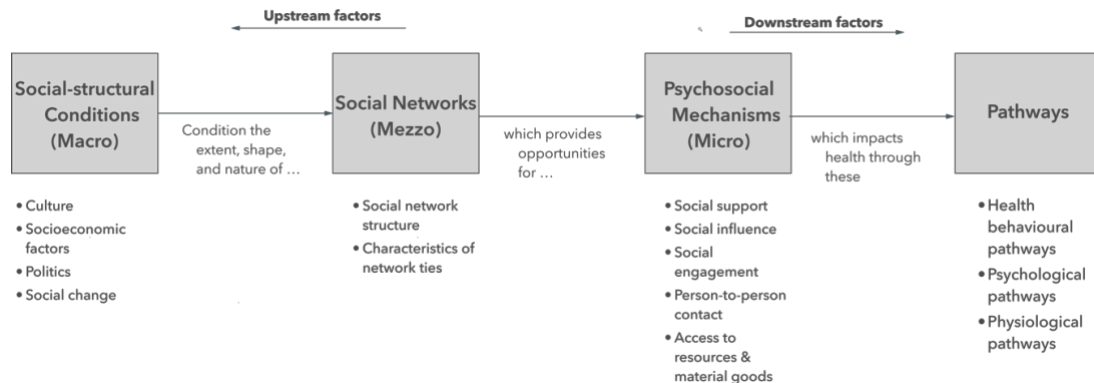 Upstream factors
Downstream factors
Social-structural
Conditions
(Macro)
Condition the
extent, shape,
and nature of ...
Social Networks
(Mezzo)
which provides
opportunities
for ...
Psychosocial
Mechanisms
(Micro)
which impacts
health through
these
Pathways
• Culture
• Socioeconomic
factors
• Politics
• Social change
• Social network
structure
• Characteristics of
network ties
• Social support
• Social influence
• Social
engagement
• Person-to-person
contact
• Access to
resources &
material goods
• Health
behavioural
pathways
• Psychological
pathways
• Physiological
pathways